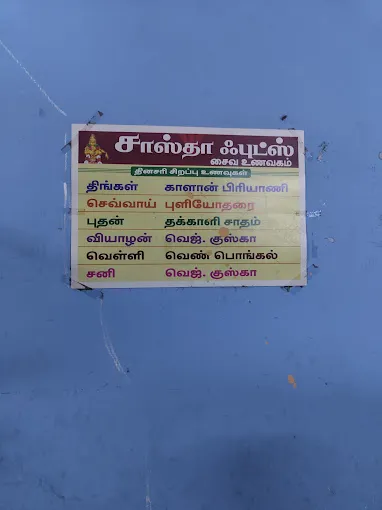 சாஸ்தா ஃபுட்ஸ்
சைவ உணவகம்
தினசரி சிறப்பு உணவுகள்
திங்கள் காளான் பிரியாணி
செவ்வாய் புளியோதரை
புதன் தக்காளி சாதம்
வியாழன் வெஜ். குஸ்கா
வெள்ளி வெண் பொங்கல்
சனி வெஜ். குஸ்கா